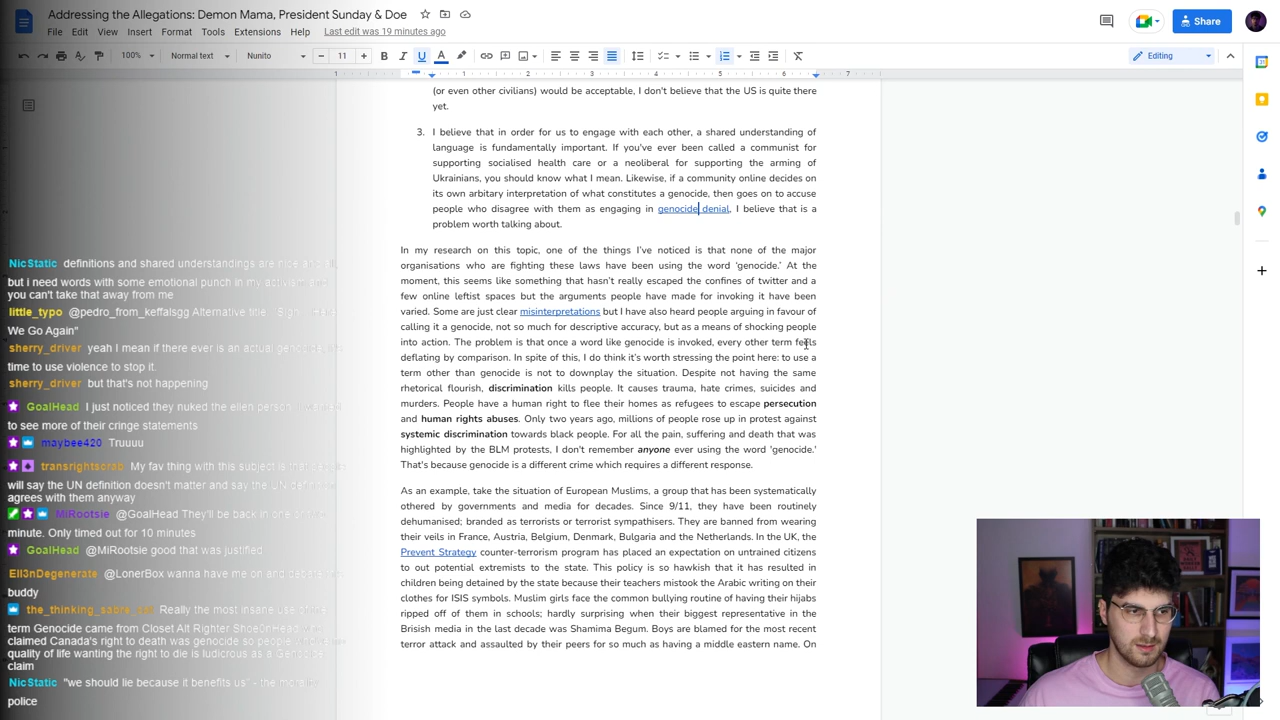 Addressing the Allegations: Demon Mama, President Sunday & Doe
File Edit View Insert Format Tools Extensions Help Last edit was 19 minutes ago
Share
100% Normal text Nunito 11 B I U A Editing
1 1 2 3 4 5 6 7
(or even other civilians) would be acceptable, I don't believe that the US is quite there
yet.
3. I believe that in order for us to engage with each other, a shared understanding of
language is fundamentally important. If you've ever been called a communist for
supporting socialised health care or a neoliberal for supporting the arming of
Ukrainians, you should know what I mean. Likewise, if a community online decides on
its own arbitary interpretation of what constitutes a genocide, then goes on to accuse
people who disagree with them as engaging in genocide denial, I believe that is a
problem worth talking about.
In my research on this topic, one of the things I've noticed is that none of the major
organisations who are fighting these laws have been using the word 'genocide.' At the
moment, this seems like something that hasn't really escaped the confines of twitter and a
few online leftist spaces but the arguments people have made for invoking it have been
varied. Some are just clear misinterpretations but I have also heard people arguing in favour of
calling it a genocide, not so much for descriptive accuracy, but as a means of shocking people
into action. The problem is that once a word like genocide is invoked, every other term feels
deflating by comparison. In spite of this, I do think it's worth stressing the point here: to use a
term other than genocide is not to downplay the situation. Despite not having the same
rhetorical flourish, discrimination kills people. It causes trauma, hate crimes, suicides and
murders. People have a human right to flee their homes as refugees to escape persecution
and human rights abuses. Only two years ago, millions of people rose up in protest against
systemic discrimination towards black people. For all the pain, suffering and death that was
highlighted by the BLM protests, I don't remember anyone ever using the word 'genocide.'
That's because genocide is a different crime which requires a different response.
As an example, take the situation of European Muslims, a group that has been systematically
othered by governments and media for decades. Since 9/11, they have been routinely
dehumanised; branded as terrorists or terrorist sympathisers. They are banned from wearing
their veils in France, Austria, Belgium, Denmark, Bulgaria and the Netherlands. In the UK, the
Prevent Strategy counter-terrorism program has placed an expectation on untrained citizens
to out potential extremists to the state. This policy is so hawkish that it has resulted in
children being detained by the state because their teachers mistook the Arabic writing on their
clothes for ISIS symbols. Muslim girls face the common bullying routine of having their hijabs
ripped off of them in schools; hardly surprising when their biggest representative in the
Brisish media in the last decade was Shamima Begum. Boys are blamed for the most recent
terror attack and assaulted by their peers for so much as having a middle eastern name. On
NicStatic definitions and shared understandings are nice and
but i need words with some emotional punch in my activism and
you can't take that away from me
little_typo @pedro_from_keffalsgg Alternative title, "Sigh
We Go Again"
sherry_driver yeah I mean if there ever is an actual genocide
time to use violence to stop it.
sherry_driver but that's not happening
GoalHead I just noticed they nuked the ellen person
to see more of their cringe statements
maybee420 Truuuu
transrightscrab My fav thing with this subject is that
will say the UN definition doesn't matter and say the UN
agrees with them anyway
MiRootsie @GoalHead They'll be back in one
minute. Only timed out for 10 minutes
GoalHead @MiRootsie good that was justified
Ell3nDegenerate @LonerBox wanna have me on and debate
buddy
Really the most insane use of the
term Genocide came from Closet Alt Righter ShoeOnHead who
claimed Canada's right to death was genocide so people
quality of life wanting the right to die is ludicrous as a Genocide
claim
NicStatic "we should lie because it benefits us" - the morality
police